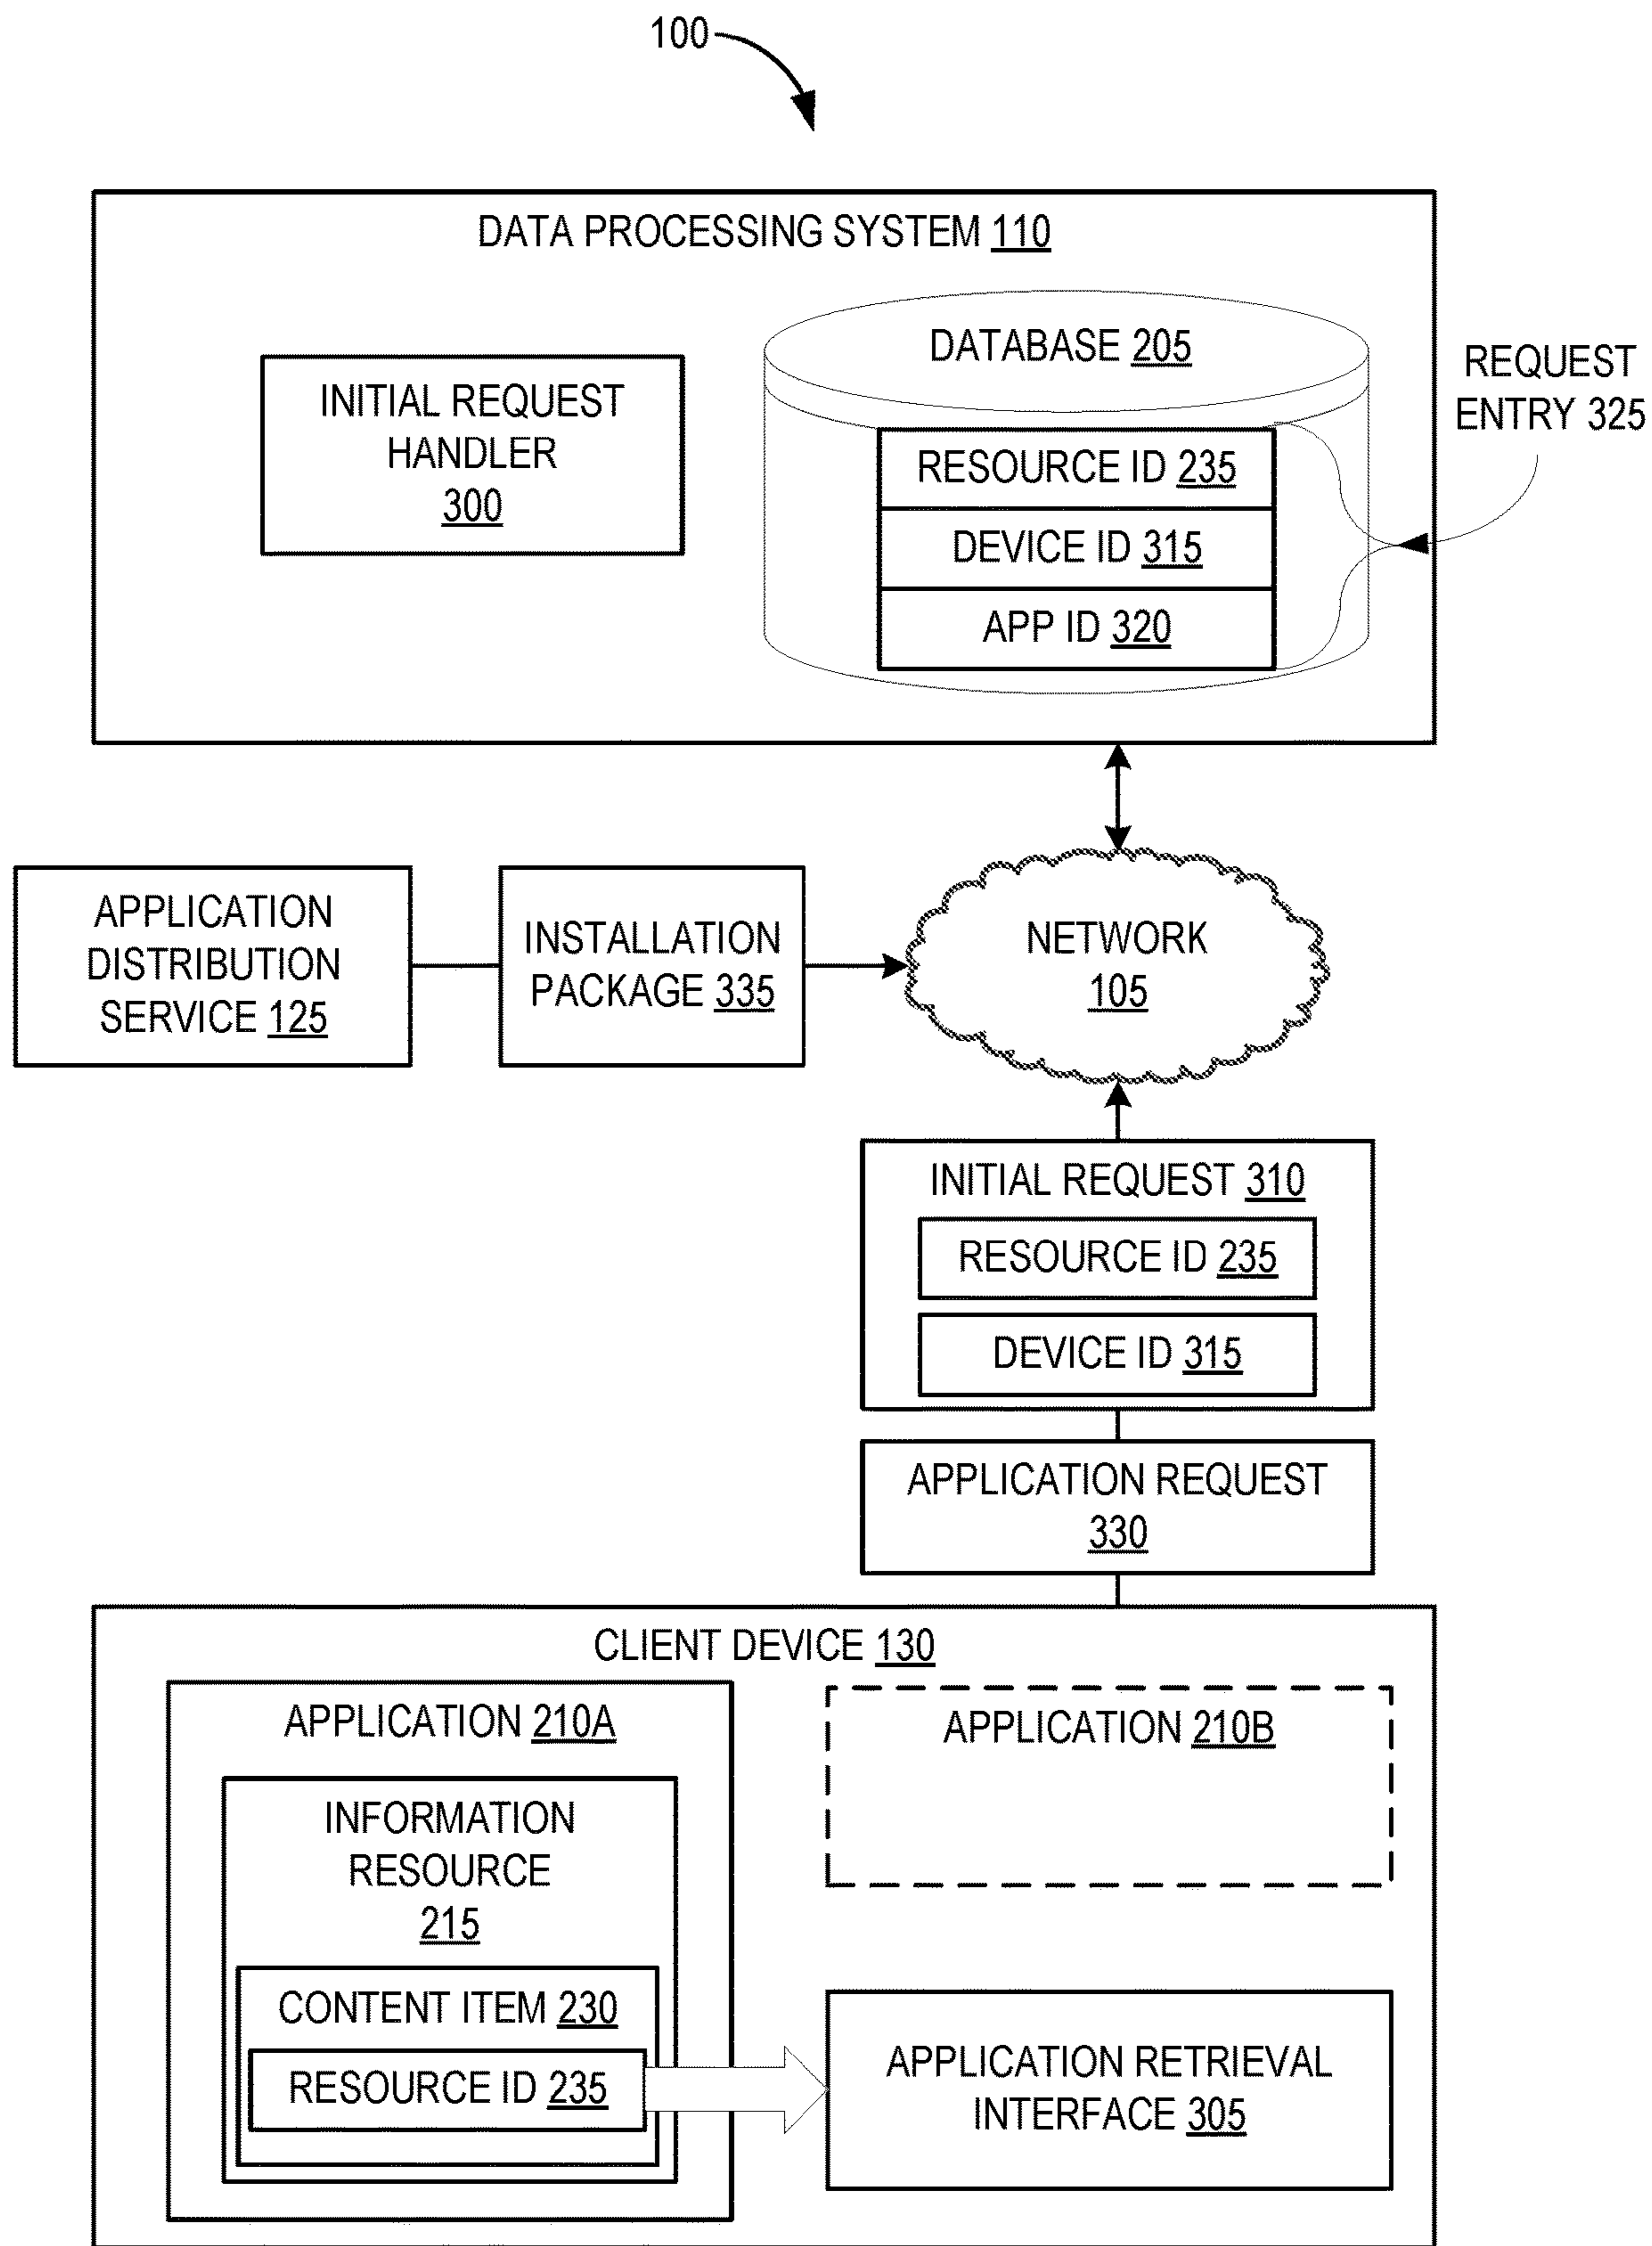 100
DATA PROCESSING SYSTEM 110
INITIAL REQUEST
HANDLER
300
DATABASE 205
RESOURCE ID 235
DEVICE ID 315
APP ID 320
REQUEST
ENTRY 325
APPLICATION
DISTRIBUTION
SERVICE 125
INSTALLATION
PACKAGE 335
NETWORK
105
INITIAL REQUEST 310
RESOURCE ID 235
DEVICE ID 315
APPLICATION REQUEST
330
CLIENT DEVICE 130
APPLICATION 210A
INFORMATION
RESOURCE
215
CONTENT ITEM 230
RESOURCE ID 235
APPLICATION 210B
APPLICATION RETRIEVAL
INTERFACE 305